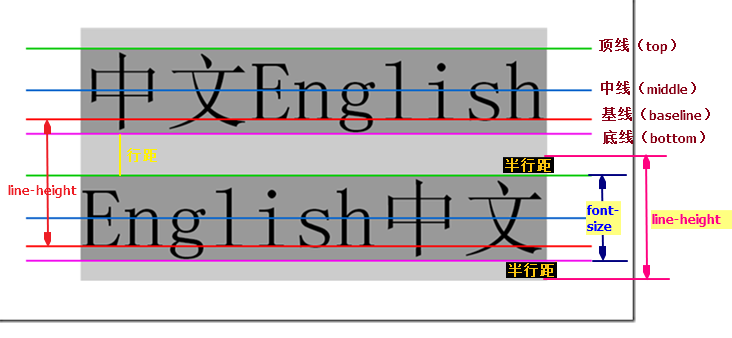 顶线（top）
中文English
中线（middle）
基线（baseline）
底线（bottom）
行距
半行距
line-height
English中文
font-
size
line-height
半行距